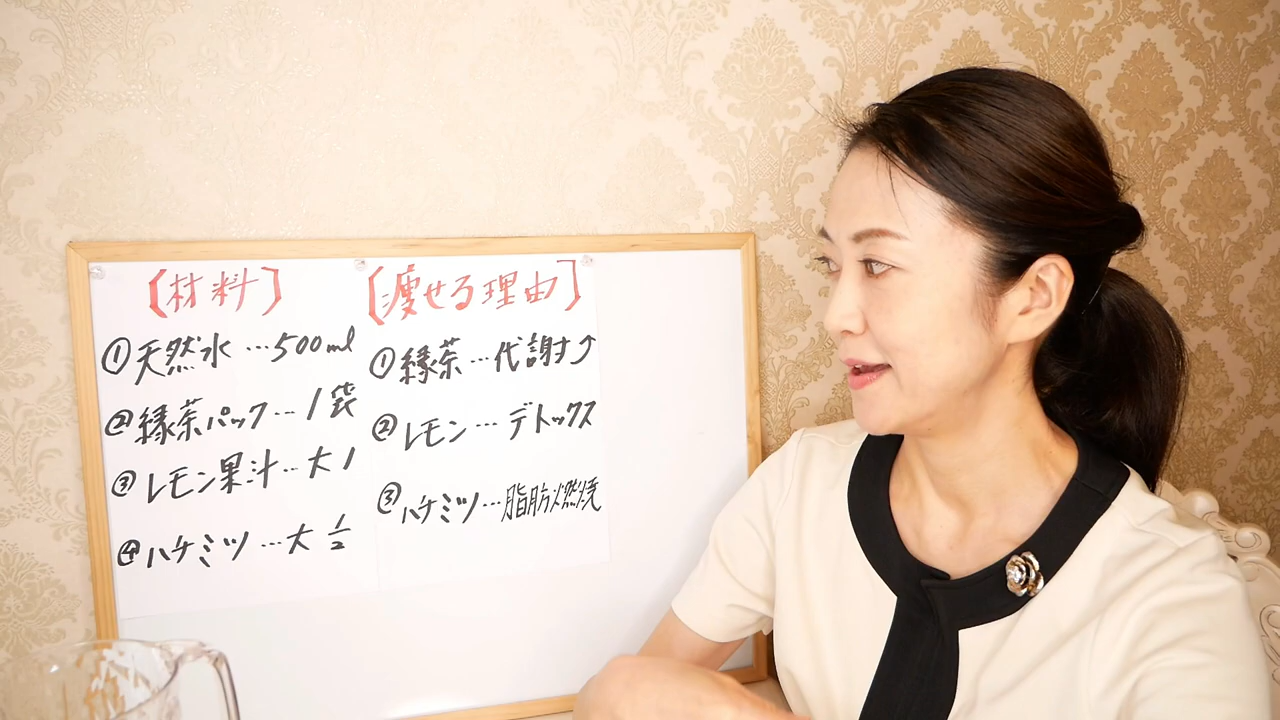 【材料】
①天然水…500ml
②緑茶パック…1袋
③レモン果汁…大1
④ハチミツ…大1/2
【痩せる理由】
①緑茶…代謝⤴
②レモン…デトックス
③ハチミツ…脂肪燃焼